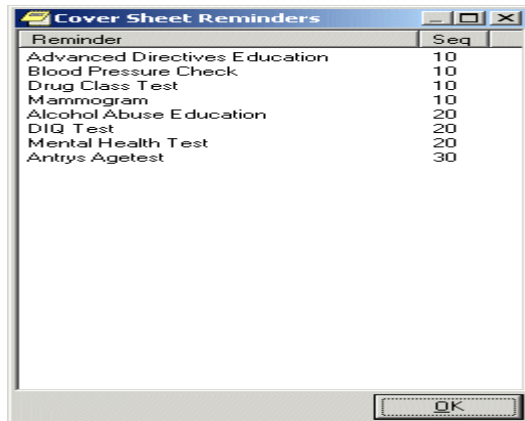 Cover Sheet Reminders
Reminder Seq
Advanced Directives Education 10
Blood Pressure Check 10
Drug Class Test 10
Mammogram 10
Alcohol Abuse Education 20
DIQ Test 20
Mental Health Test 20
Antrys Agetest 30
OK